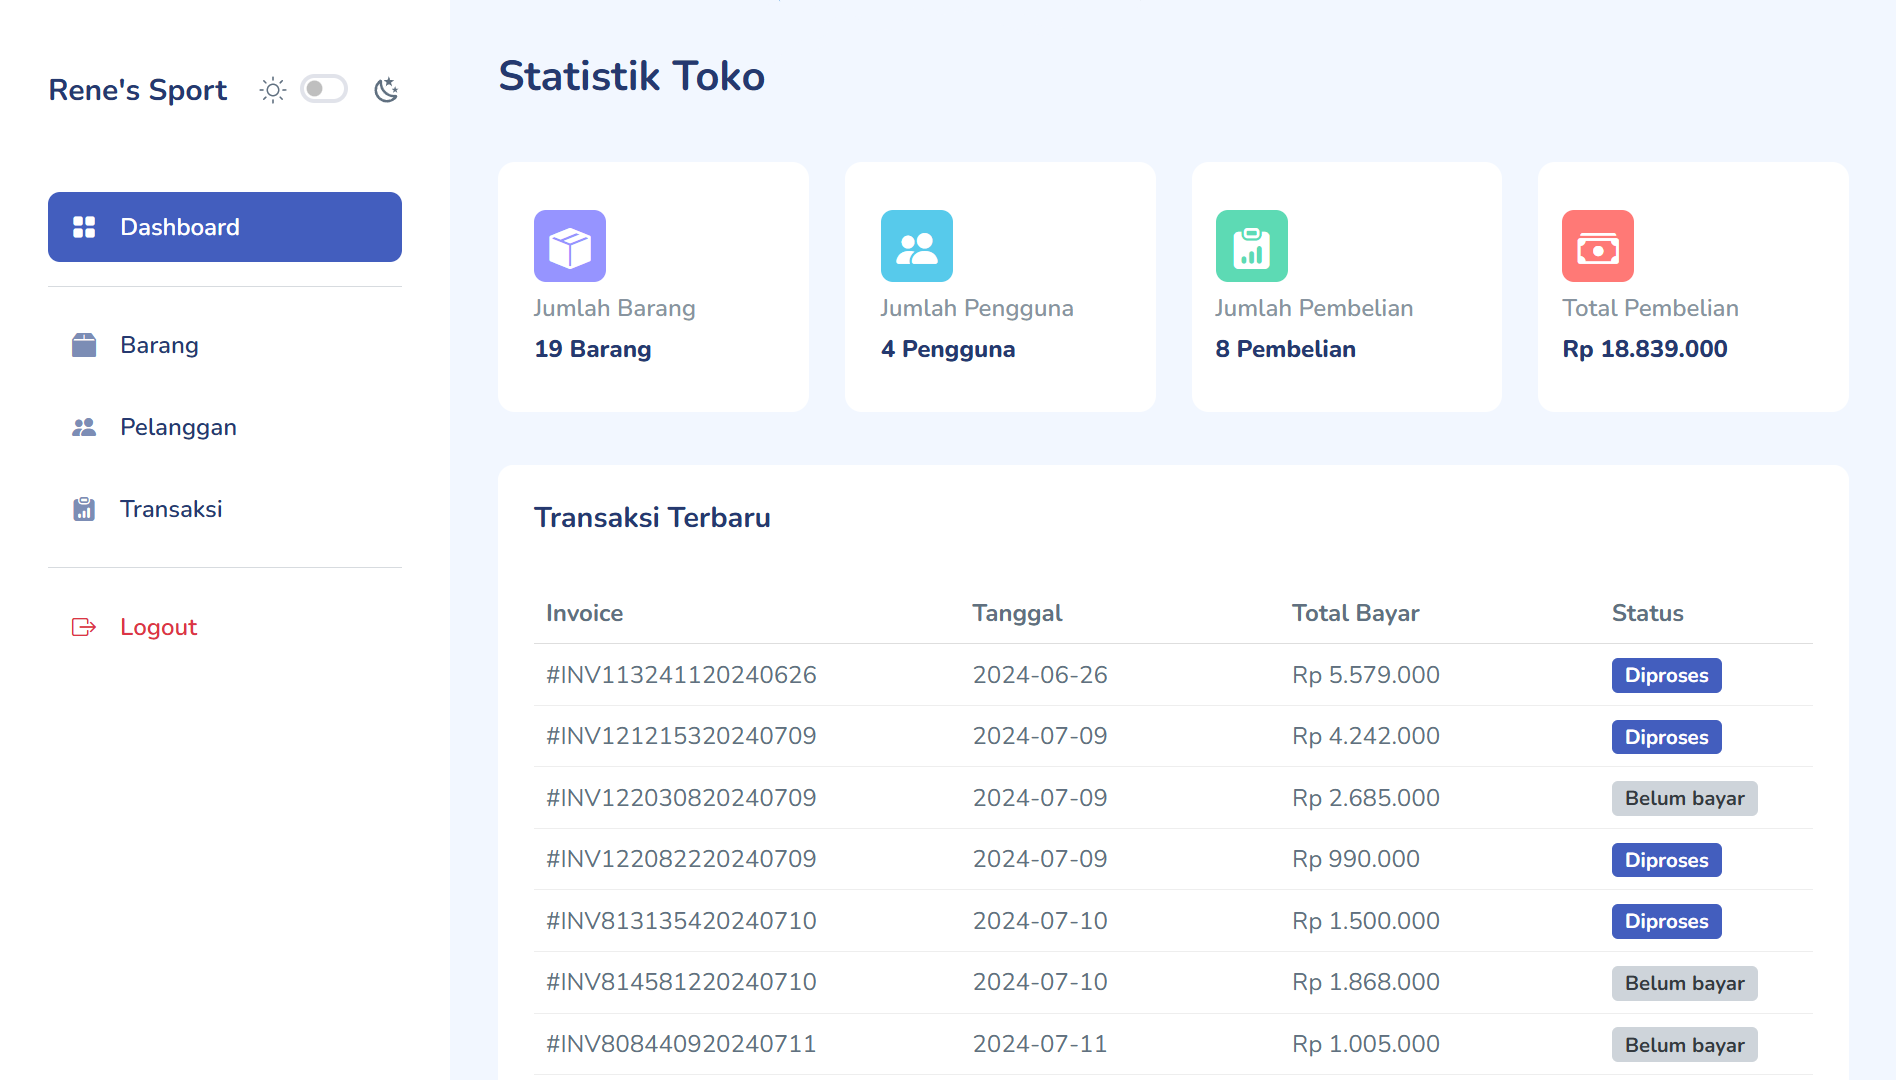 Rene's Sport
Dashboard
Barang
Pelanggan
Transaksi
Logout
Statistik Toko
Jumlah Barang
19 Barang
Jumlah Pengguna
4 Pengguna
Jumlah Pembelian
8 Pembelian
Total Pembelian
Rp 18.839.000
Transaksi Terbaru
Invoice Tanggal Total Bayar Status
#INV113241120240626 2024-06-26 Rp 5.579.000 Diproses
#INV121215320240709 2024-07-09 Rp 4.242.000 Diproses
#INV122030820240709 2024-07-09 Rp 2.685.000 Belum bayar
#INV122082220240709 2024-07-09 Rp 990.000 Diproses
#INV813135420240710 2024-07-10 Rp 1.500.000 Diproses
#INV814581220240710 2024-07-10 Rp 1.868.000 Belum bayar
#INV808440920240711 2024-07-11 Rp 1.005.000 Belum bayar